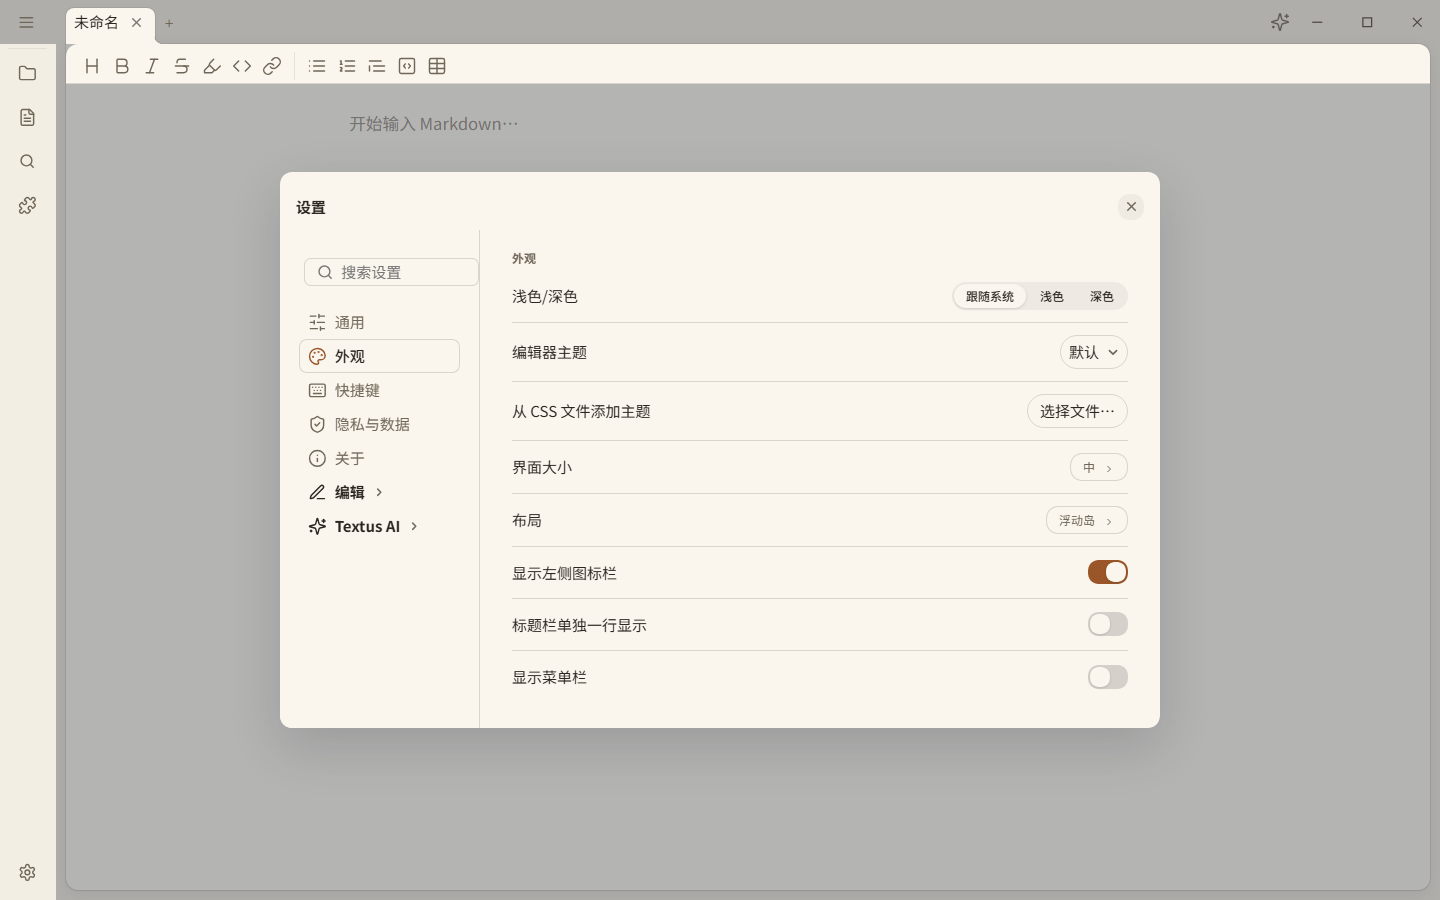 未命名
开始输入 Markdown…
设置
搜索设置
通用
外观
快捷键
隐私与数据
关于
编辑
Textus AI
外观
浅色/深色
跟随系统 浅色 深色
编辑器主题
默认
从 CSS 文件添加主题
选择文件…
界面大小
中
布局
浮动岛
显示左侧图标栏
标题栏单独一行显示
显示菜单栏